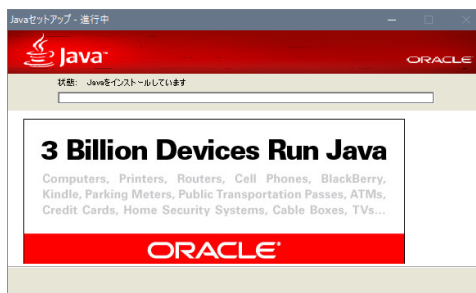 Javaセットアップ - 進行中
Java™
ORACLE
状態: Javaをインストールしています
3 Billion Devices Run Java
Computers, Printers, Routers, Cell Phones, BlackBerry,
Kindle, Parking Meters, Public Transportation Passes, ATMs,
Credit Cards, Home Security Systems, Cable Boxes, TVs...
ORACLE®